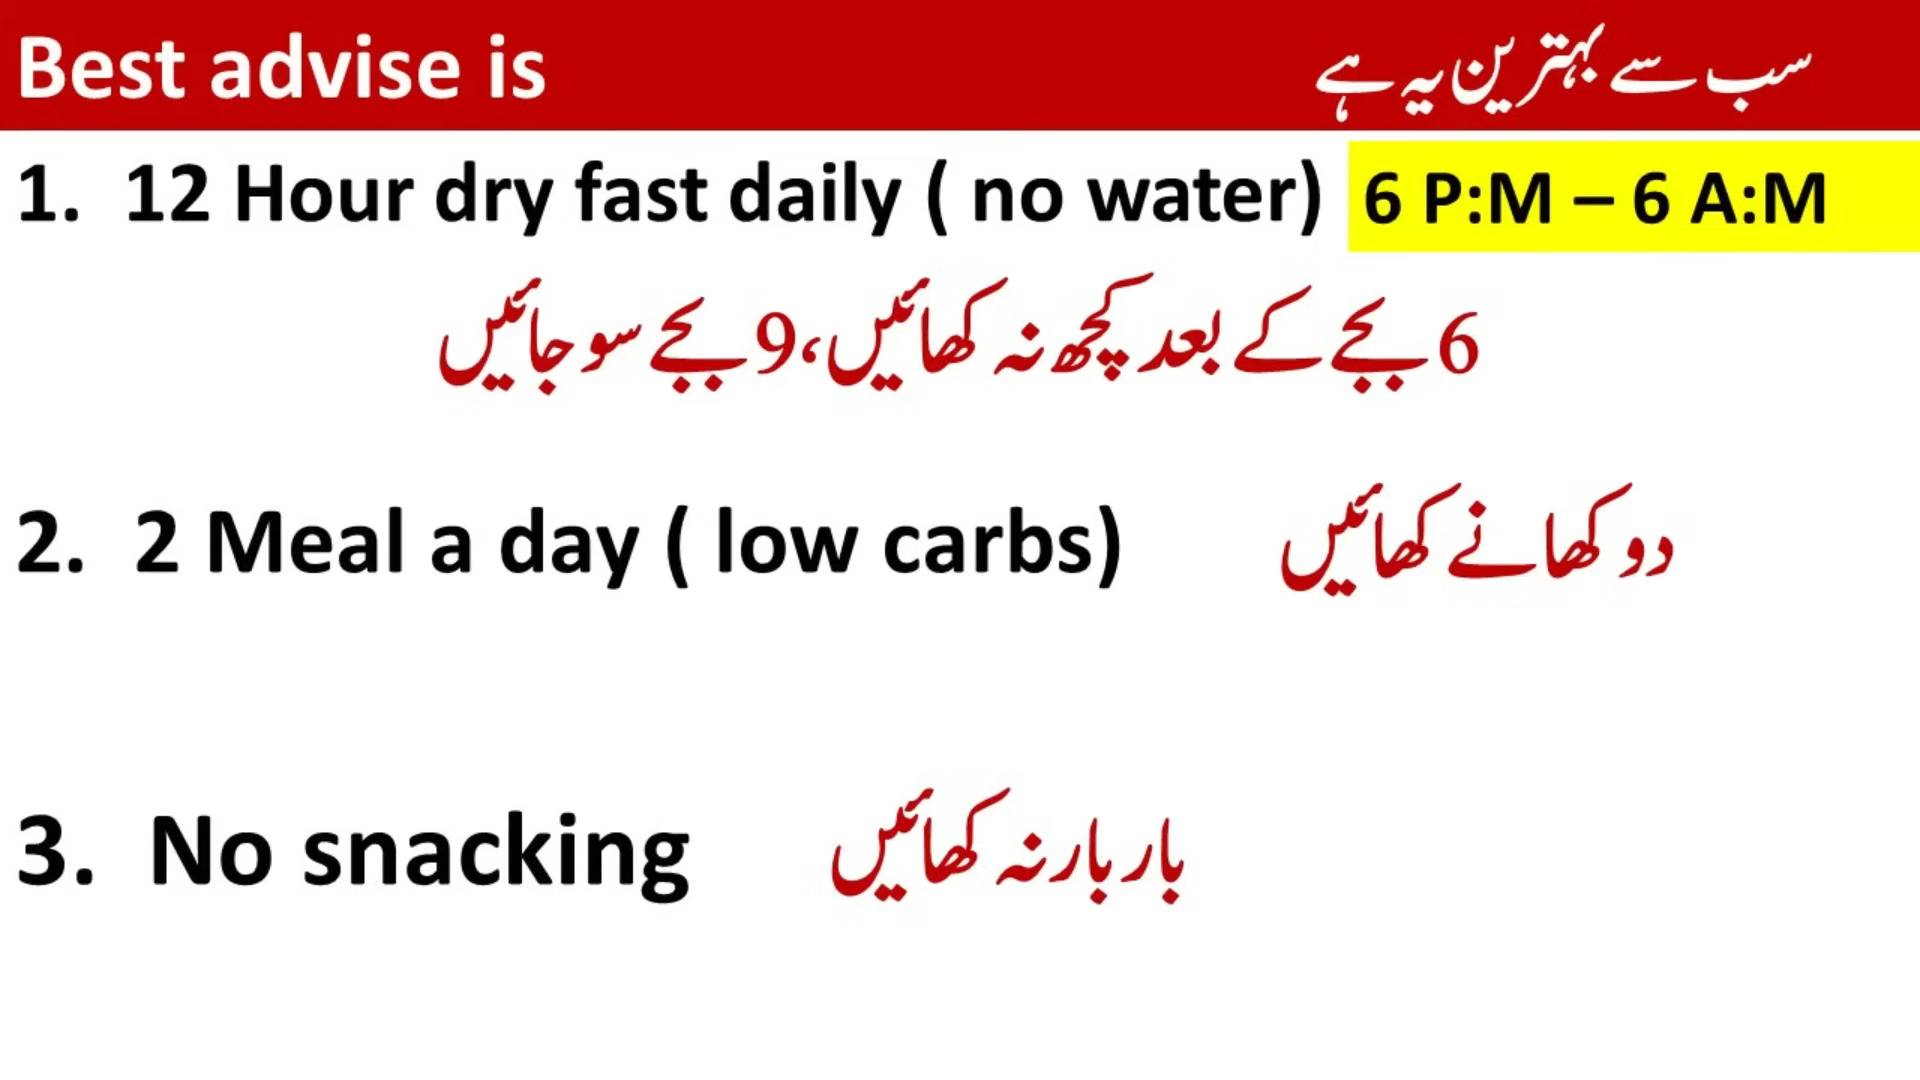 Best advise is سب سے بہترین یہ ہے
1. 12 Hour dry fast daily ( no water) 6 P:M – 6 A:M
6 بجے کے بعد کچھ نہ کھائیں، 9 بجے سو جائیں
2. 2 Meal a day ( low carbs) دو کھانے کھائیں
3. No snacking بار بار نہ کھائیں